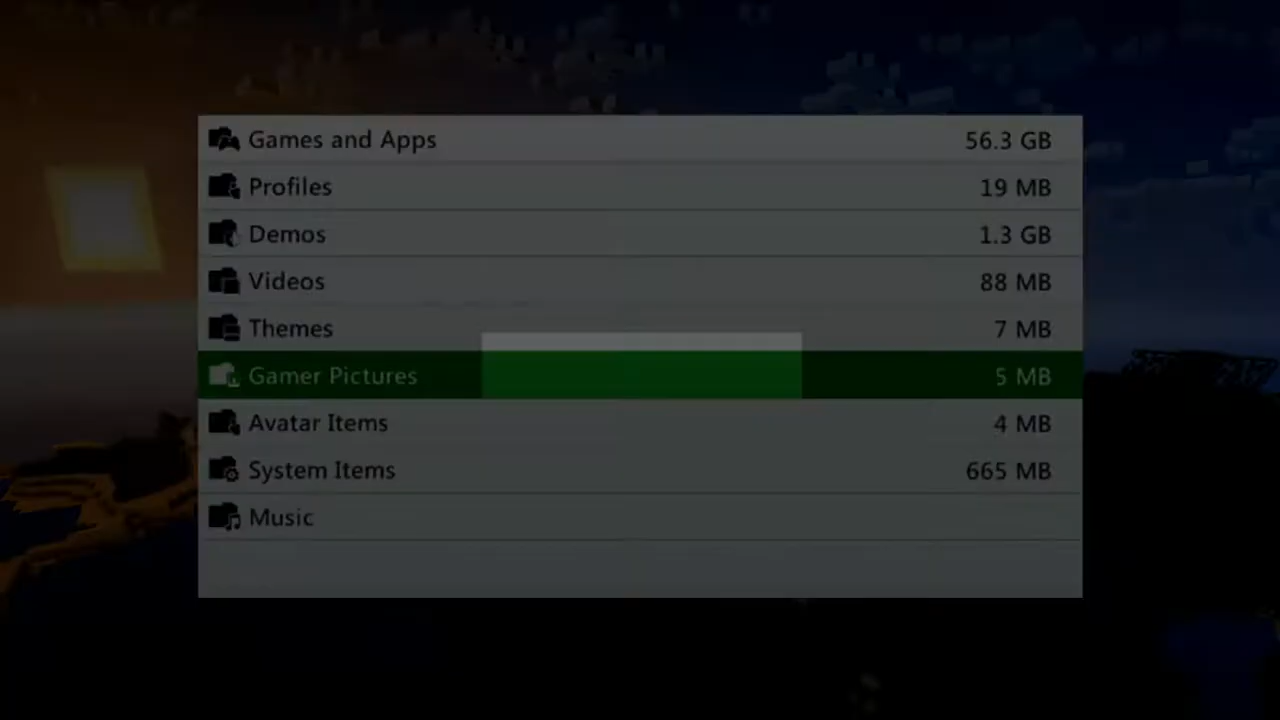 Games and Apps 56.3 GB
Profiles 19 MB
Demos 1.3 GB
Videos 88 MB
Themes 7 MB
Gamer Pictures 5 MB
Avatar Items 4 MB
System Items 665 MB
Music